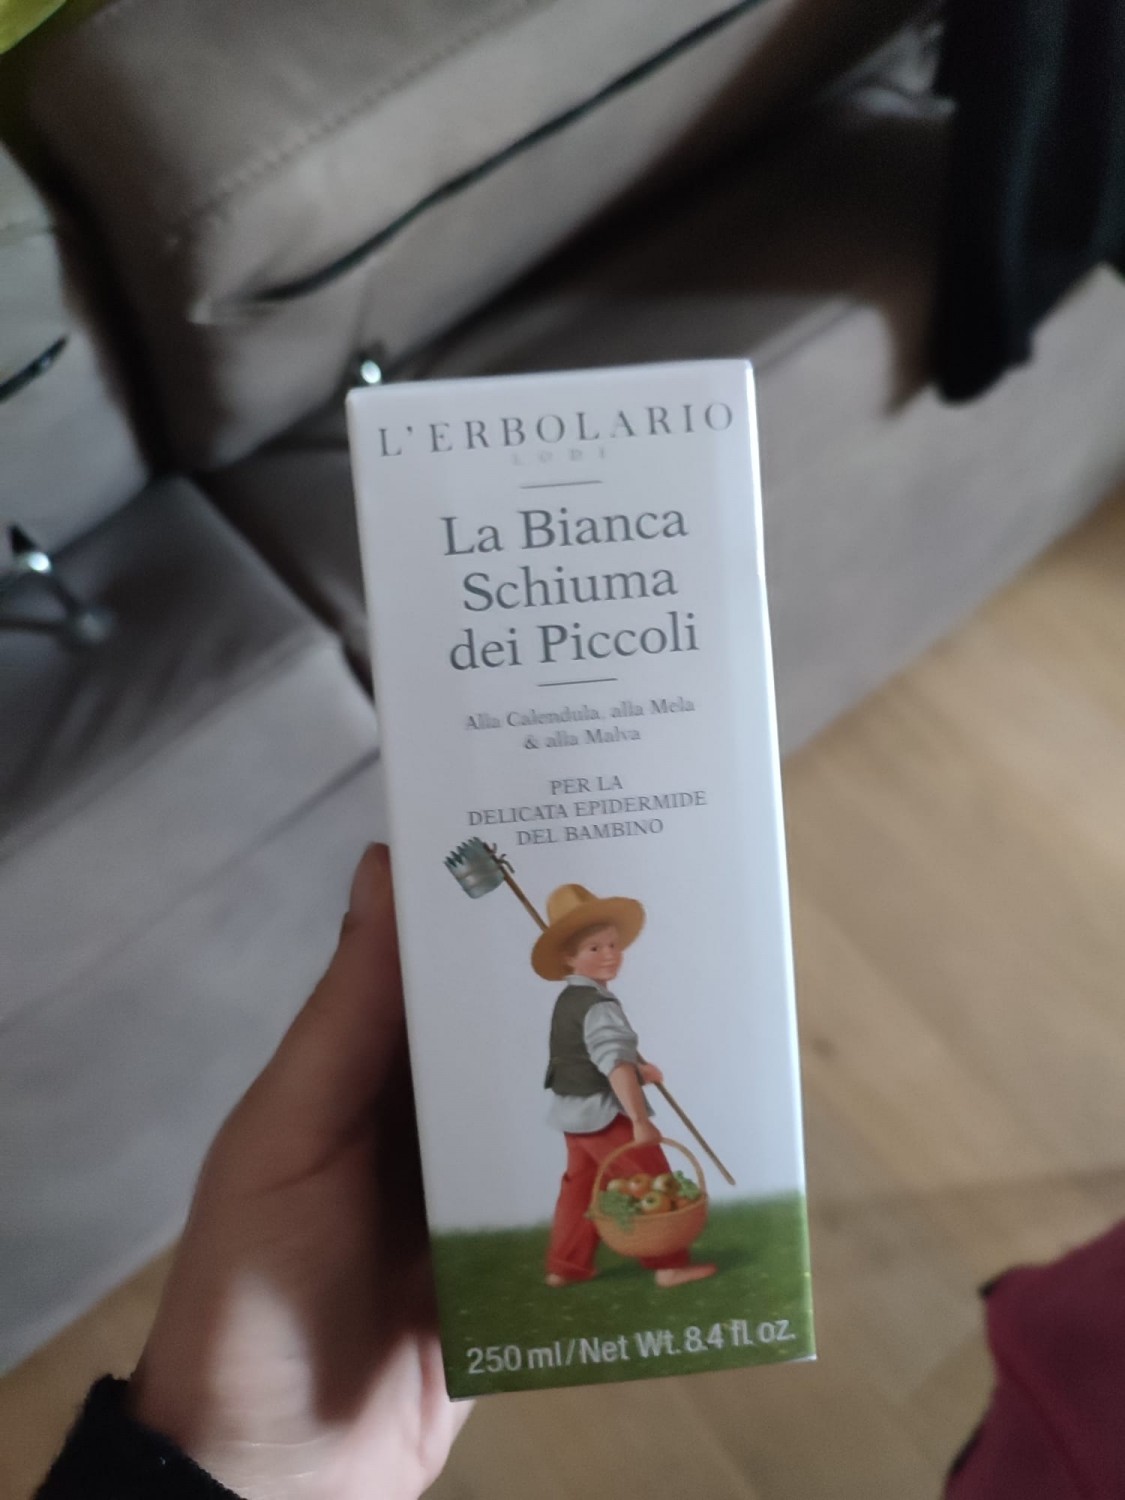 L'ERBOLARIO
LODI
La Bianca
Schiuma
dei Piccoli
Alla Calendula, alla Mela
& alla Malva
PER LA
DELICATA EPIDERMIDE
DEL BAMBINO
250 ml/Net Wt. 8.4 fl. oz.